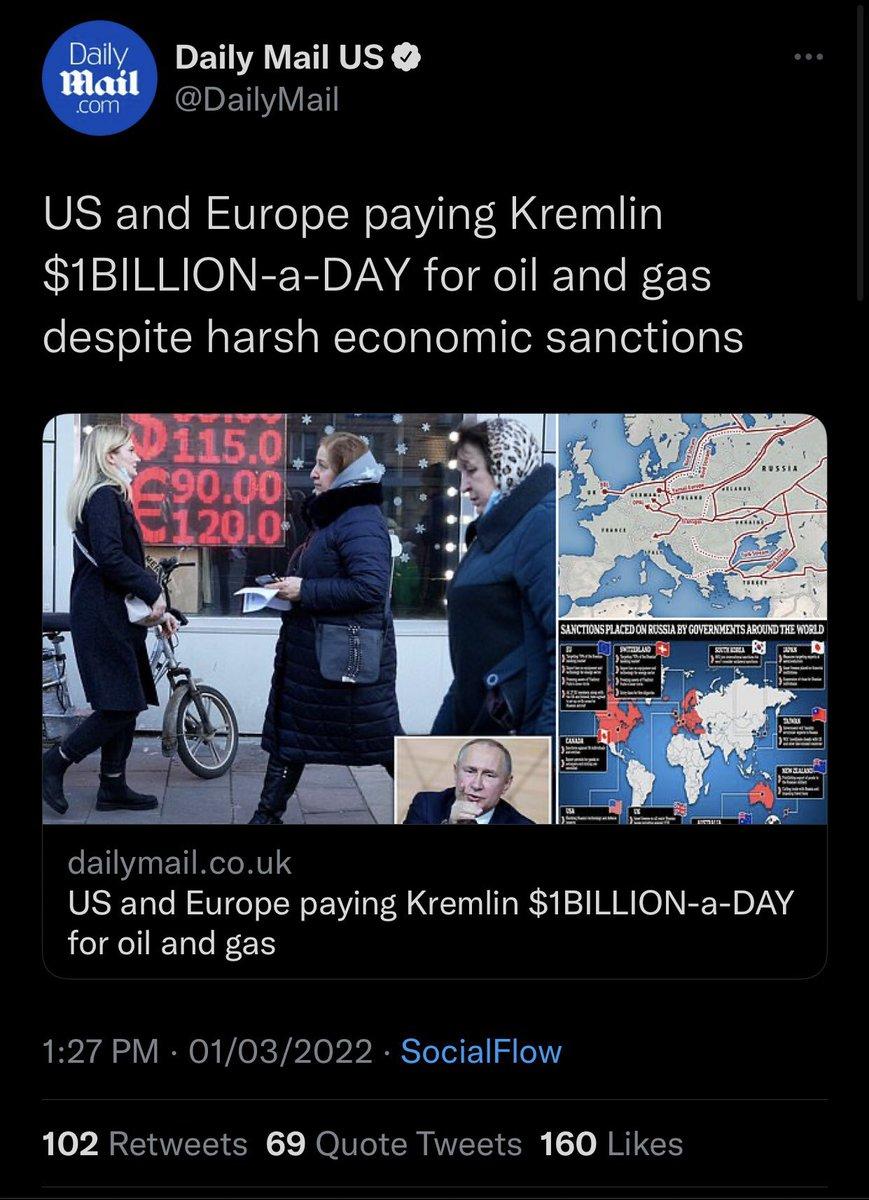 Daily
Mail
.com
Daily Mail US
@DailyMail
US and Europe paying Kremlin
$1BILLION-a-DAY for oil and gas
despite harsh economic sanctions
115.0
€90.00
€120.0
RUSSIA
UK
POLAND
FRANCE
UKRAINE
TURKEY
SANCTIONS PLACED ON RUSSIA BY GOVERNMENTS AROUND THE WORLD
EU
SWITZERLAND
SOUTH KOREA
JAPAN
TAIWAN
CANADA
NEW ZEALAND
USA
UK
AUSTRALIA
dailymail.co.uk
US and Europe paying Kremlin $1BILLION-a-DAY
for oil and gas
1:27 PM · 01/03/2022 · SocialFlow
102 Retweets 69 Quote Tweets 160 Likes